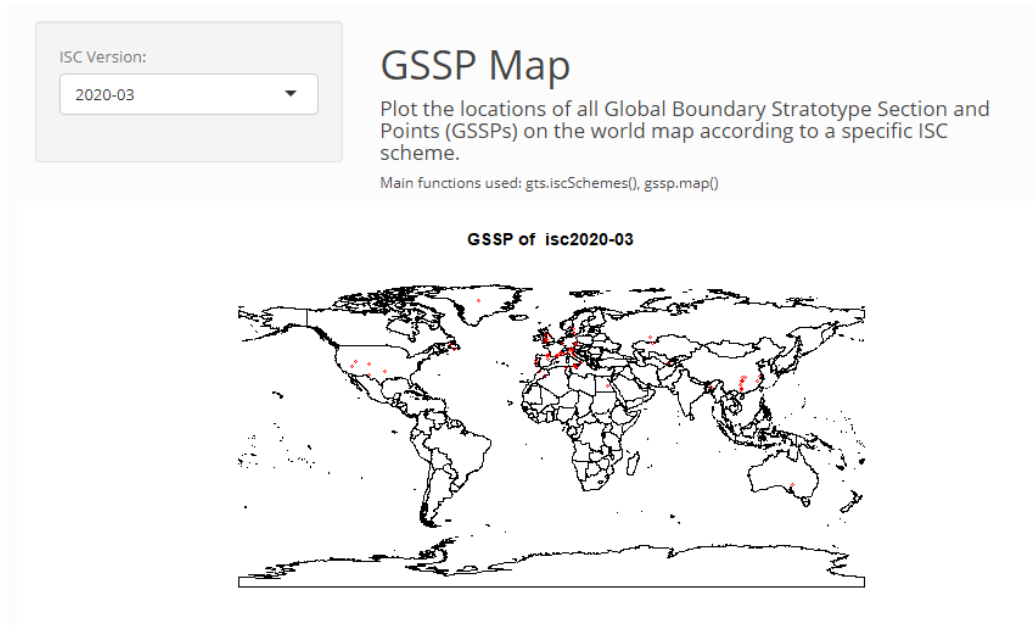 ISC Version:
2020-03
GSSP Map
Plot the locations of all Global Boundary Stratotype Section and
Points (GSSPs) on the world map according to a specific ISC
scheme.
Main functions used: gts.iscSchemes(), gssp.map()
GSSP of  isc2020-03